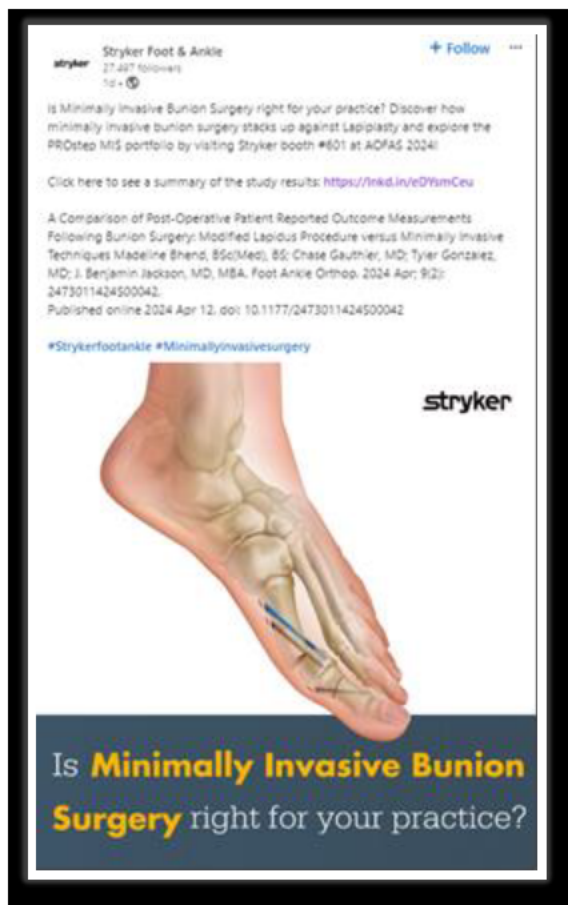 stryker
Stryker Foot & Ankle
+ Follow ...
27,497 followers
1d •
Is Minimally Invasive Bunion Surgery right for your practice? Discover how
minimally invasive bunion surgery stacks up against Lapiplasty and explore the
PROstep MIS portfolio by visiting Stryker booth #601 at AOFAS 2024!
Click here to see a summary of the study results: https://lnkd.in/eDYsmCeu
A Comparison of Post-Operative Patient Reported Outcome Measurements
Following Bunion Surgery: Modified Lapidus Procedure versus Minimally Invasive
Techniques Madeline Bhend, BSc(Med), BS; Chase Gauthier, MD; Tyler Gonzalez,
MD; J. Benjamin Jackson, MD, MBA. Foot Ankle Orthop. 2024 Apr; 9(2):
2473011424S00042.
Published online 2024 Apr 12. doi: 10.1177/2473011424S00042
#Strykerfootankle #Minimallyinvasivesurgery
stryker
Is Minimally Invasive Bunion
Surgery right for your practice?